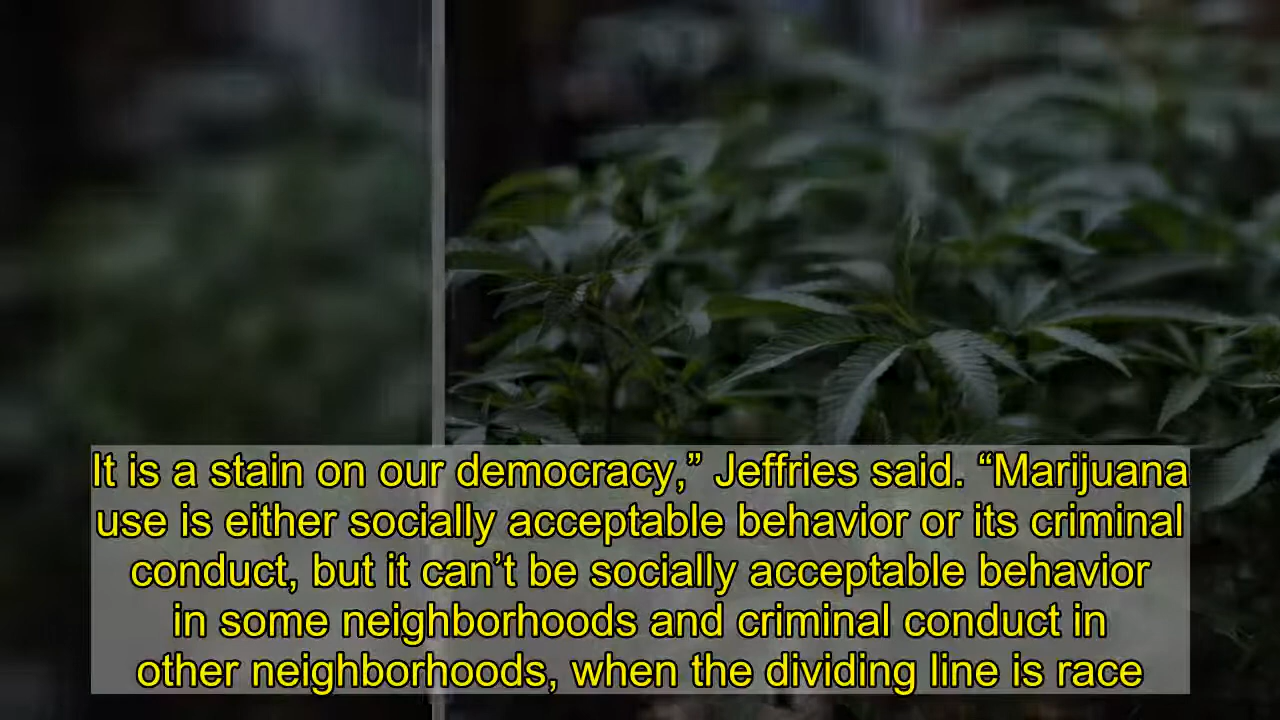 It is a stain on our democracy,” Jeffries said. “Marijuana
use is either socially acceptable behavior or its criminal
conduct, but it can’t be socially acceptable behavior
in some neighborhoods and criminal conduct in
other neighborhoods, when the dividing line is race